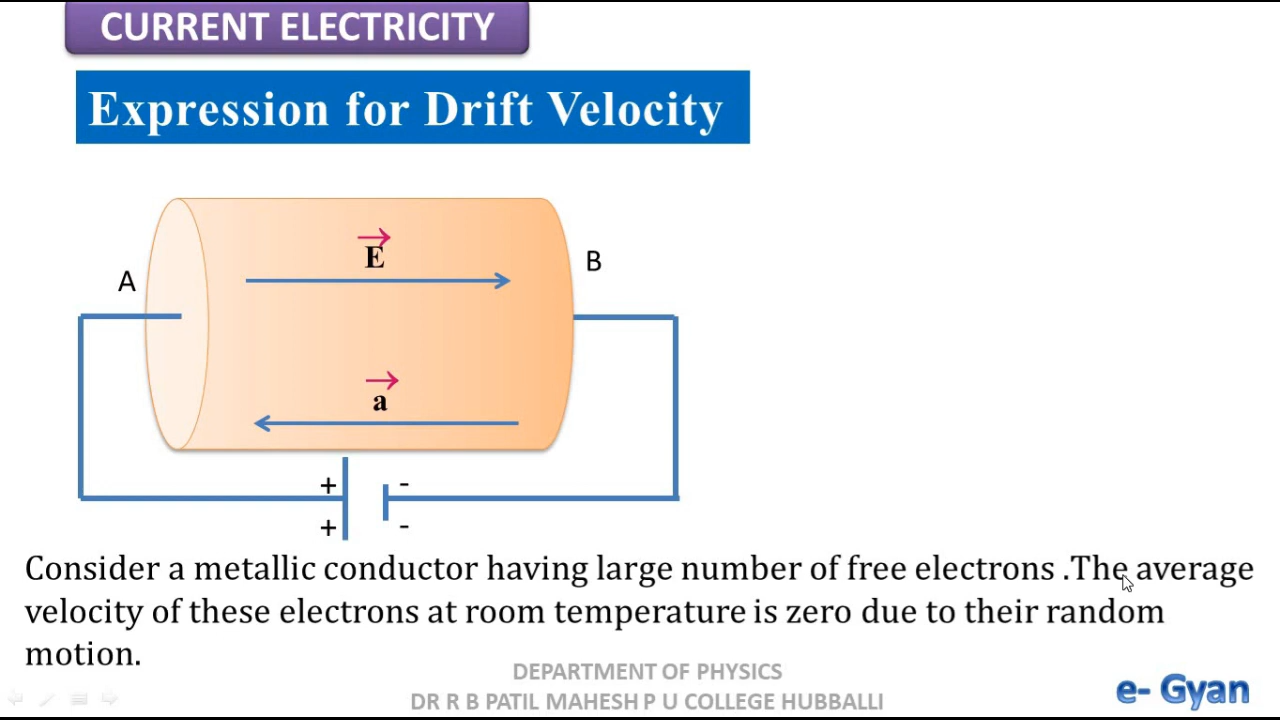 CURRENT ELECTRICITY
Expression for Drift Velocity
E
A
B
a
+ -
+ -
Consider a metallic conductor having large number of free electrons .The average
velocity of these electrons at room temperature is zero due to their random
motion.
DEPARTMENT OF PHYSICS
DR R B PATIL MAHESH P U COLLEGE HUBBALLI
e- Gyan